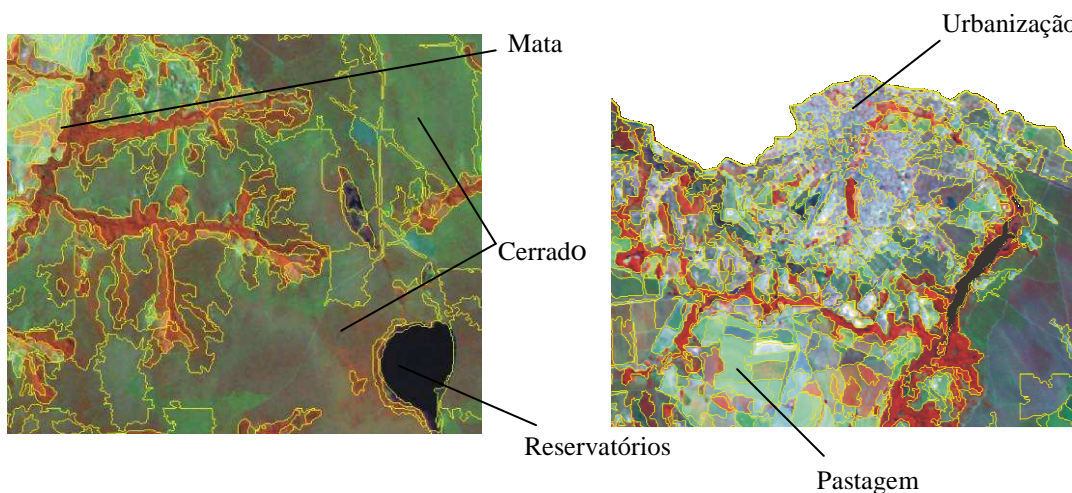 Urbanização
Mata
Cerrado
Reservatórios
Pastagem